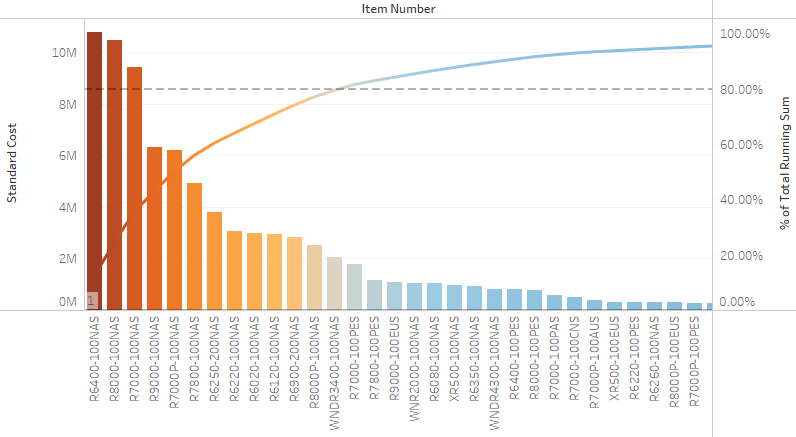 Item Number
Standard Cost
10M
8M
6M
4M
2M
0M
100.00%
80.00%
60.00%
40.00%
20.00%
0.00%
% of Total Running Sum
1
R6400-100NAS
R8000-100NAS
R7000-100NAS
R9000-100NAS
R7000P-100NAS
R7800-100NAS
R6250-200NAS
R6220-100NAS
R6020-100NAS
R6120-100NAS
R6900-200NAS
R8000P-100NAS
WNDR3400-100NAS
R7000-100PES
R7800-100PES
R9000-100EUS
WNR2000-100NAS
R6080-100NAS
XR500-100NAS
R6350-100NAS
WNDR4300-100NAS
R6400-100PES
R8000-100PES
R7000-100PAS
R7000-100CNS
R7000P-100AUS
XR500-100EUS
R6220-100PES
R6260-100NAS
R8000P-100EUS
R7000P-100PES